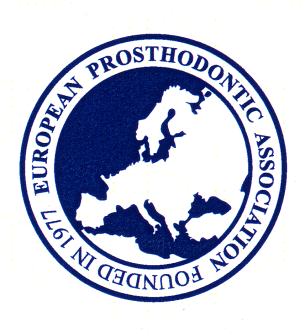 EUROPEAN PROSTHODONTIC ASSOCIATION FOUNDED IN 1977